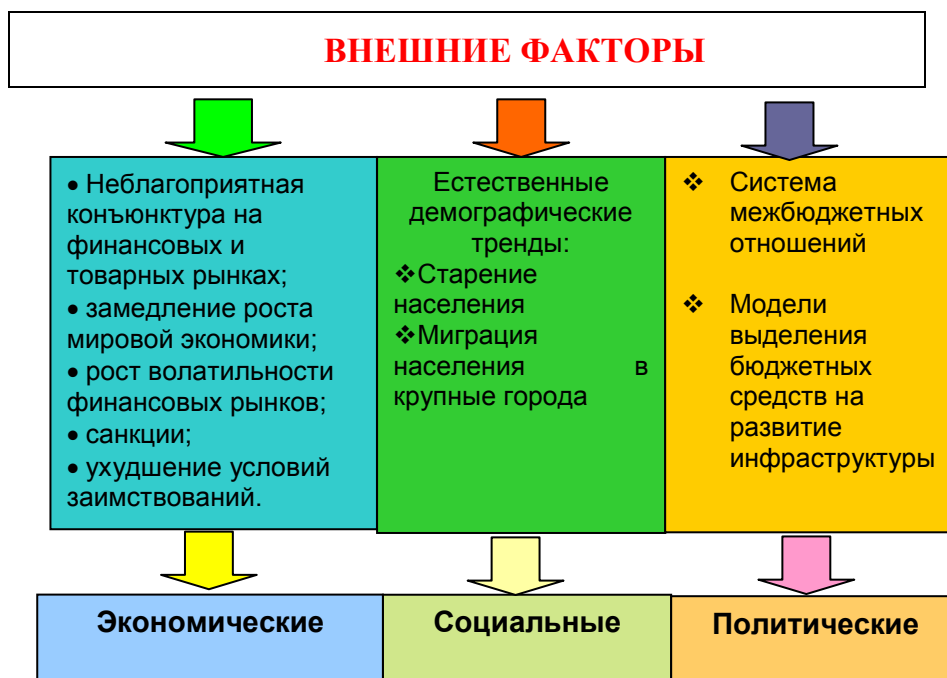 ВНЕШНИЕ ФАКТОРЫ
• Неблагоприятная
конъюнктура на
финансовых и
товарных рынках;
• замедление роста
мировой экономики;
• рост волатильности
финансовых рынков;
• санкции;
• ухудшение условий
заимствований.
Естественные
демографические
тренды:
❖Старение
населения
❖Миграция
населения в
крупные города
❖ Система
межбюджетных
отношений
❖ Модели
выделения
бюджетных
средств на
развитие
инфраструктуры
Экономические
Социальные
Политические